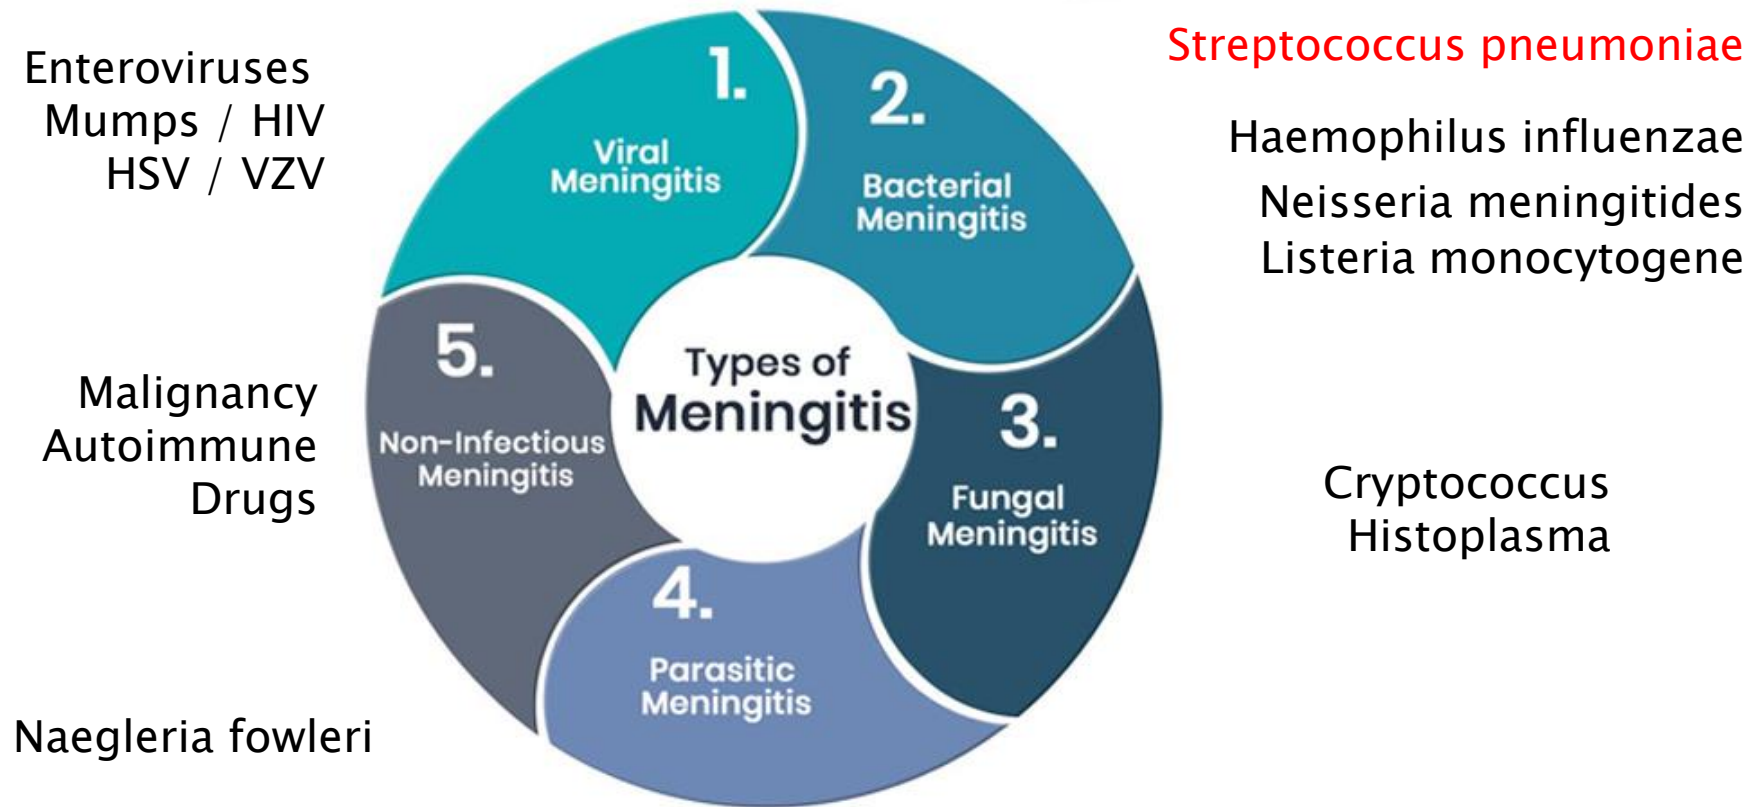 Types of
Meningitis
1.
Viral
Meningitis
Enteroviruses
Mumps / HIV
HSV / VZV
2.
Bacterial
Meningitis
Streptococcus pneumoniae
Haemophilus influenzae
Neisseria meningitides
Listeria monocytogene
3.
Fungal
Meningitis
Cryptococcus
Histoplasma
4.
Parasitic
Meningitis
Naegleria fowleri
5.
Non-Infectious
Meningitis
Malignancy
Autoimmune
Drugs